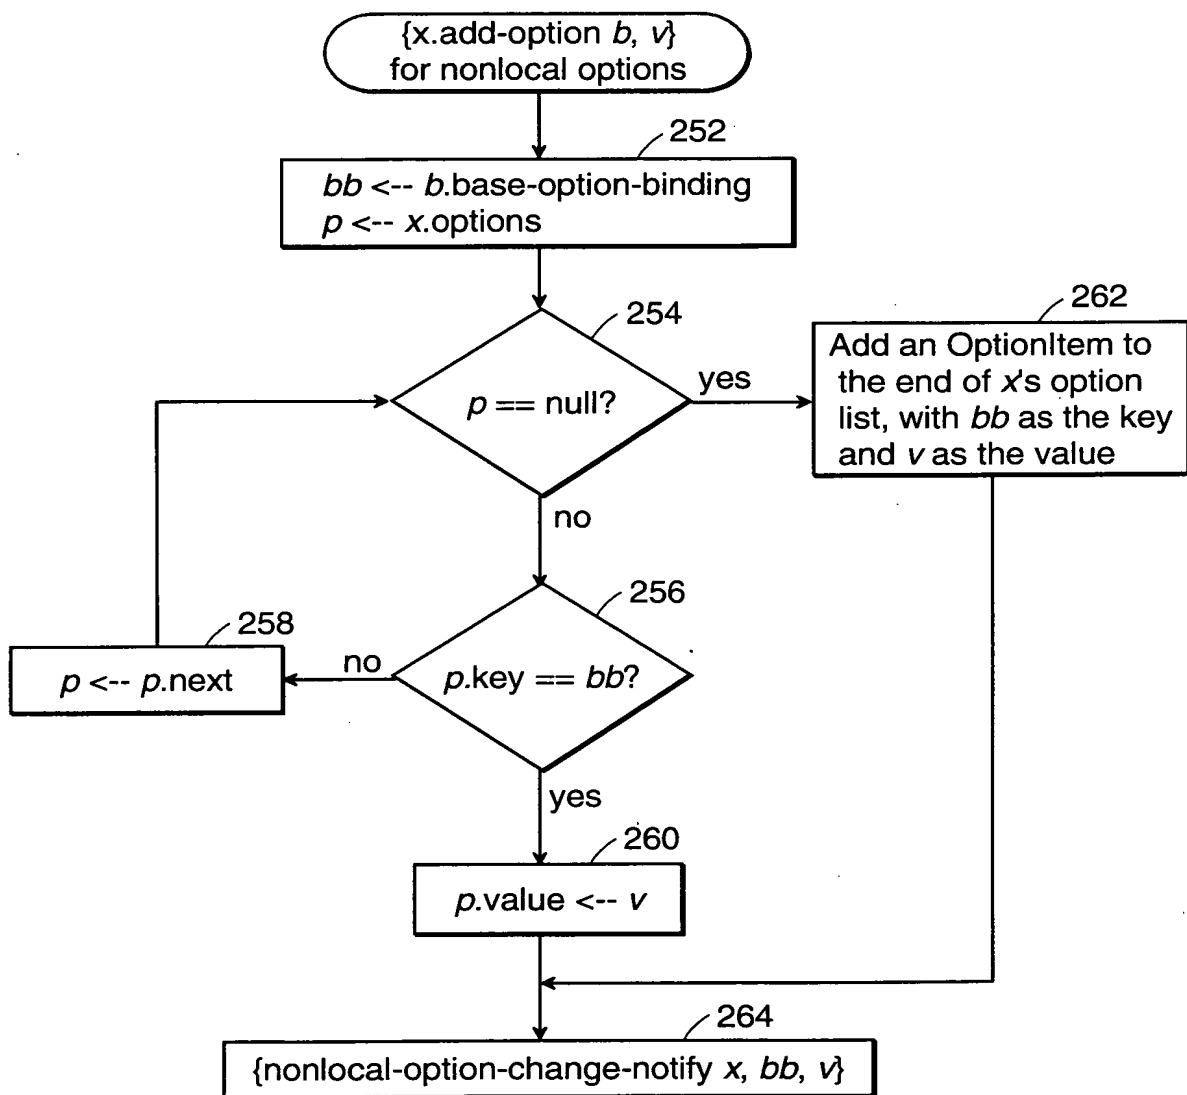 {x.add-option b, v}
for nonlocal options
252
bb <-- b.base-option-binding
p <-- x.options
254
p == null?
yes
262
Add an OptionItem to
the end of x's option
list, with bb as the key
and v as the value
no
256
p.key == bb?
no
258
p <-- p.next
yes
260
p.value <-- v
264
{nonlocal-option-change-notify x, bb, v}